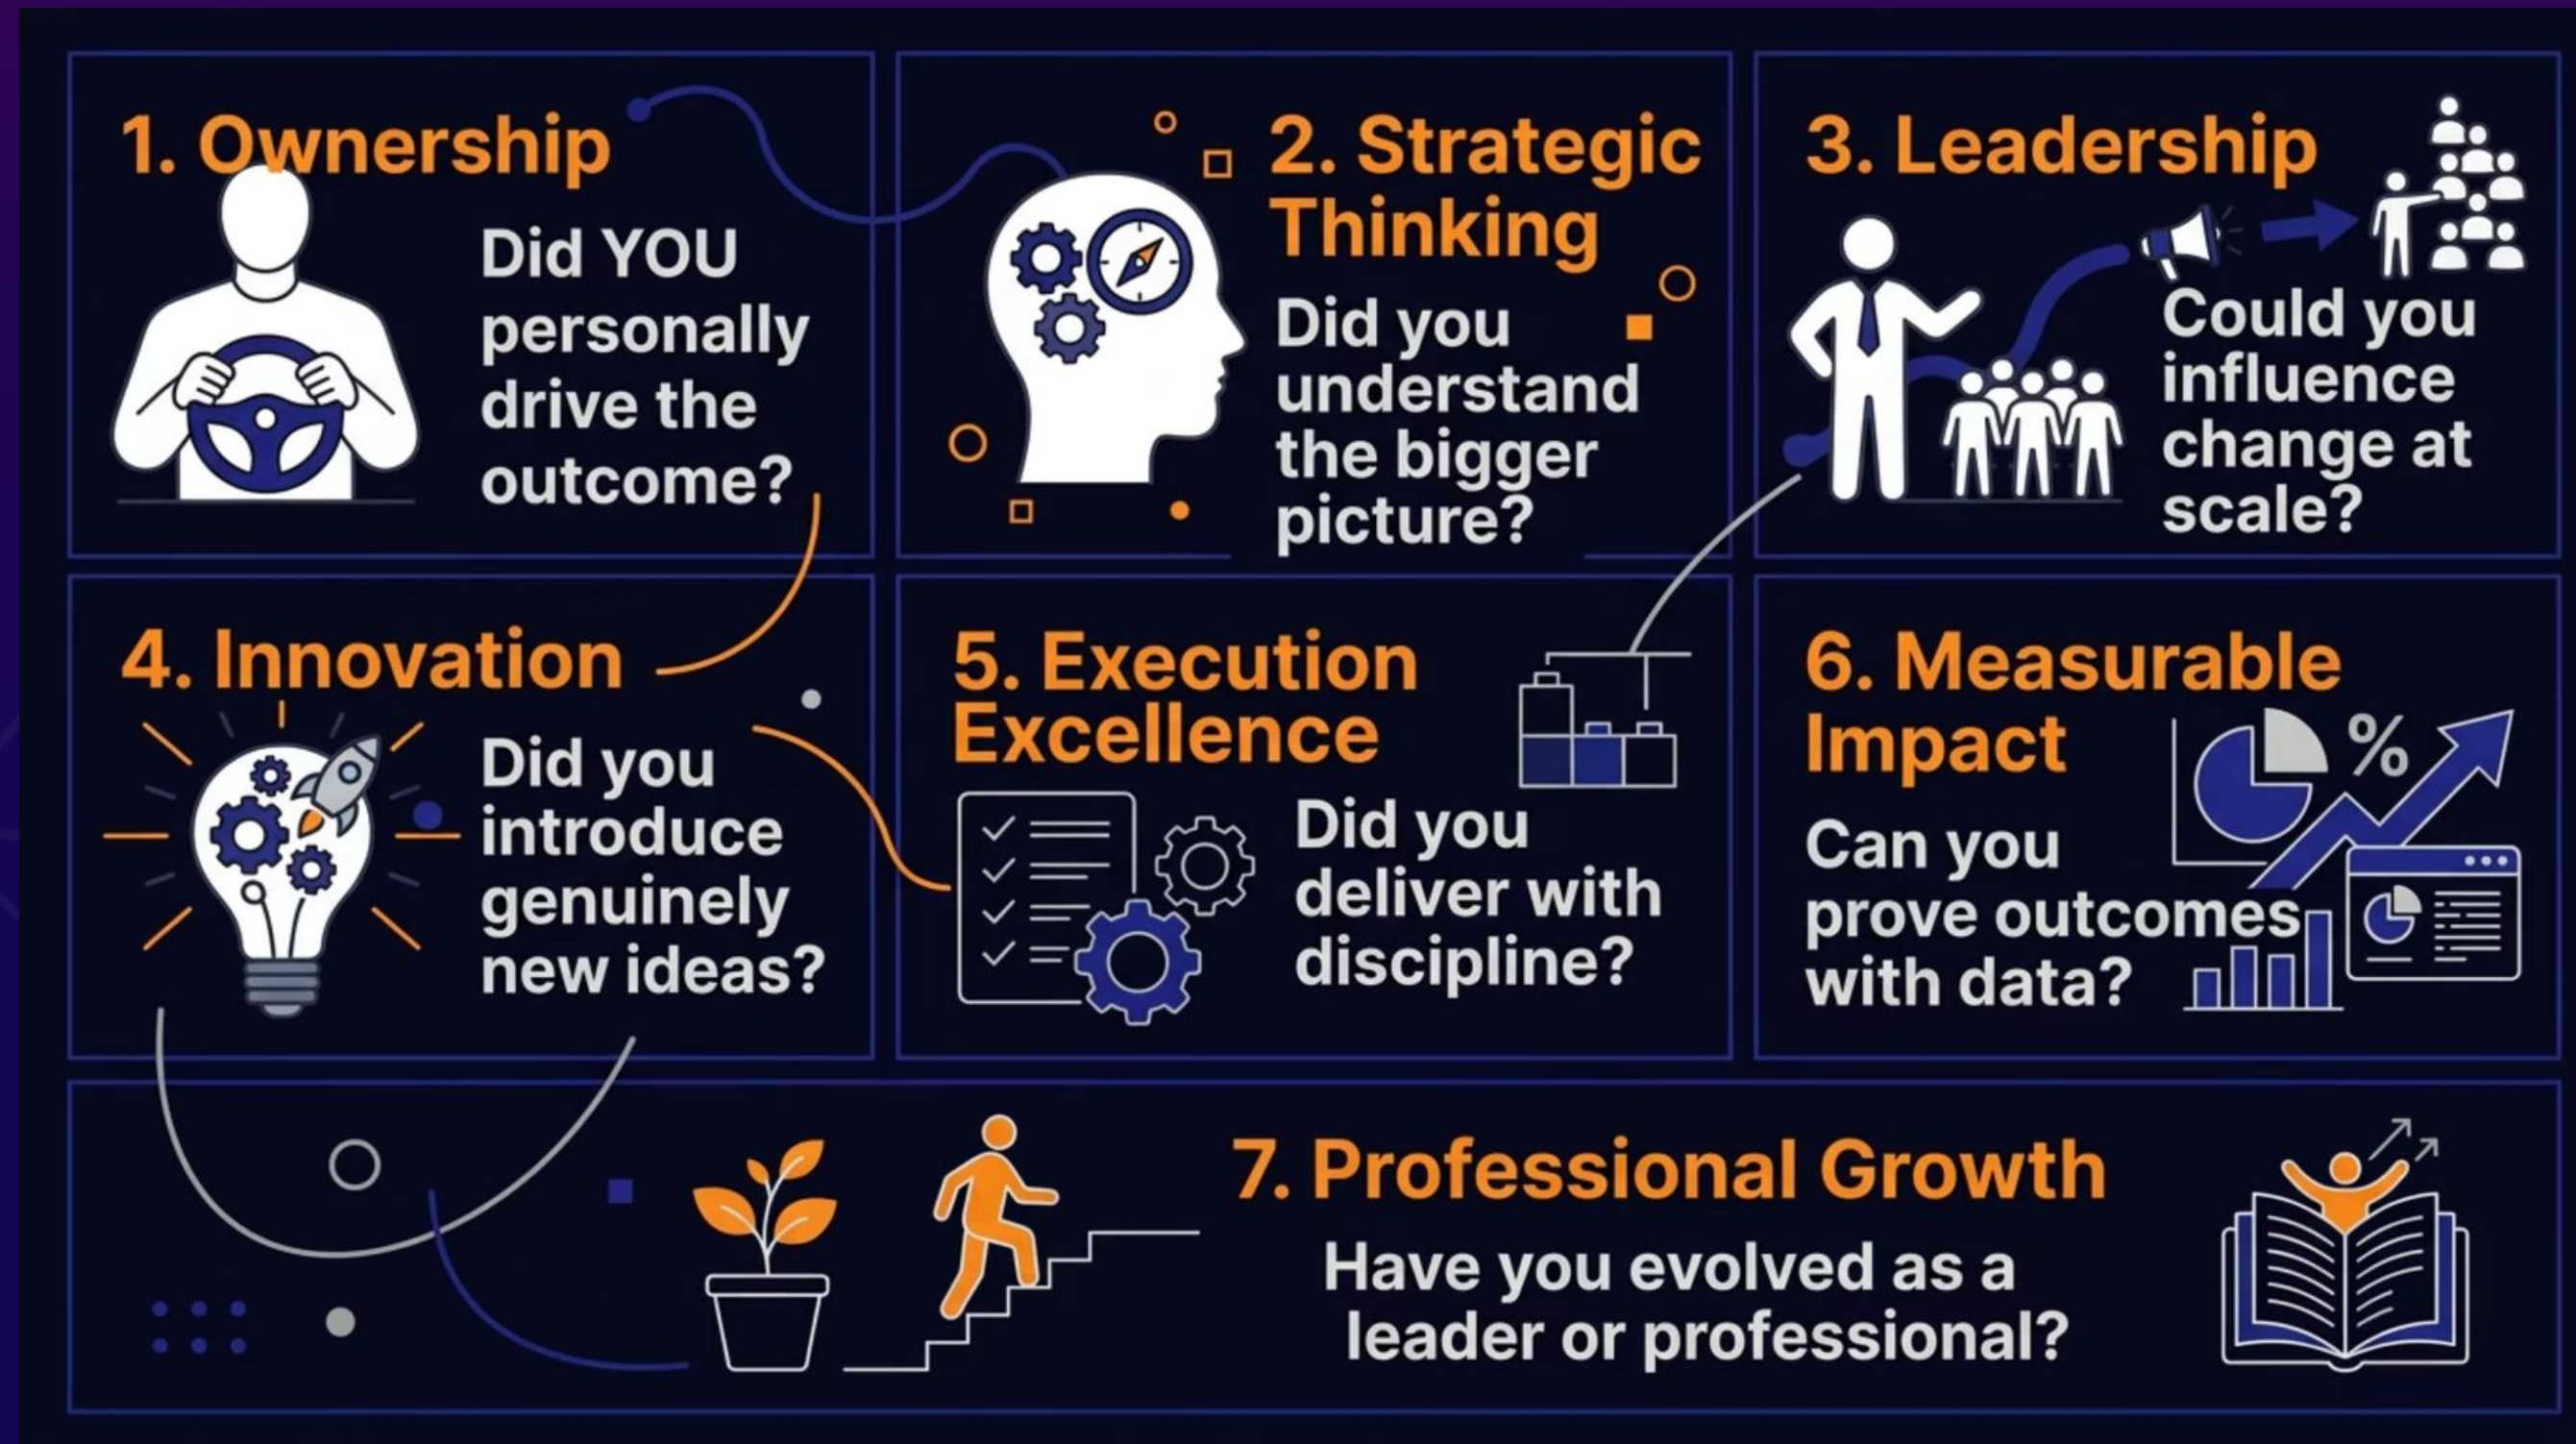 1. Ownership
Did YOU
personally
drive the
outcome?
2. Strategic
Thinking
Did you
understand
the bigger
picture?
3. Leadership
Could you
influence
change at
scale?
4. Innovation
Did you
introduce
genuinely
new ideas?
5. Execution
Excellence
Did you
deliver with
discipline?
6. Measurable
Impact
%
Can you
prove outcomes
with data?
7. Professional Growth
Have you evolved as a
leader or professional?